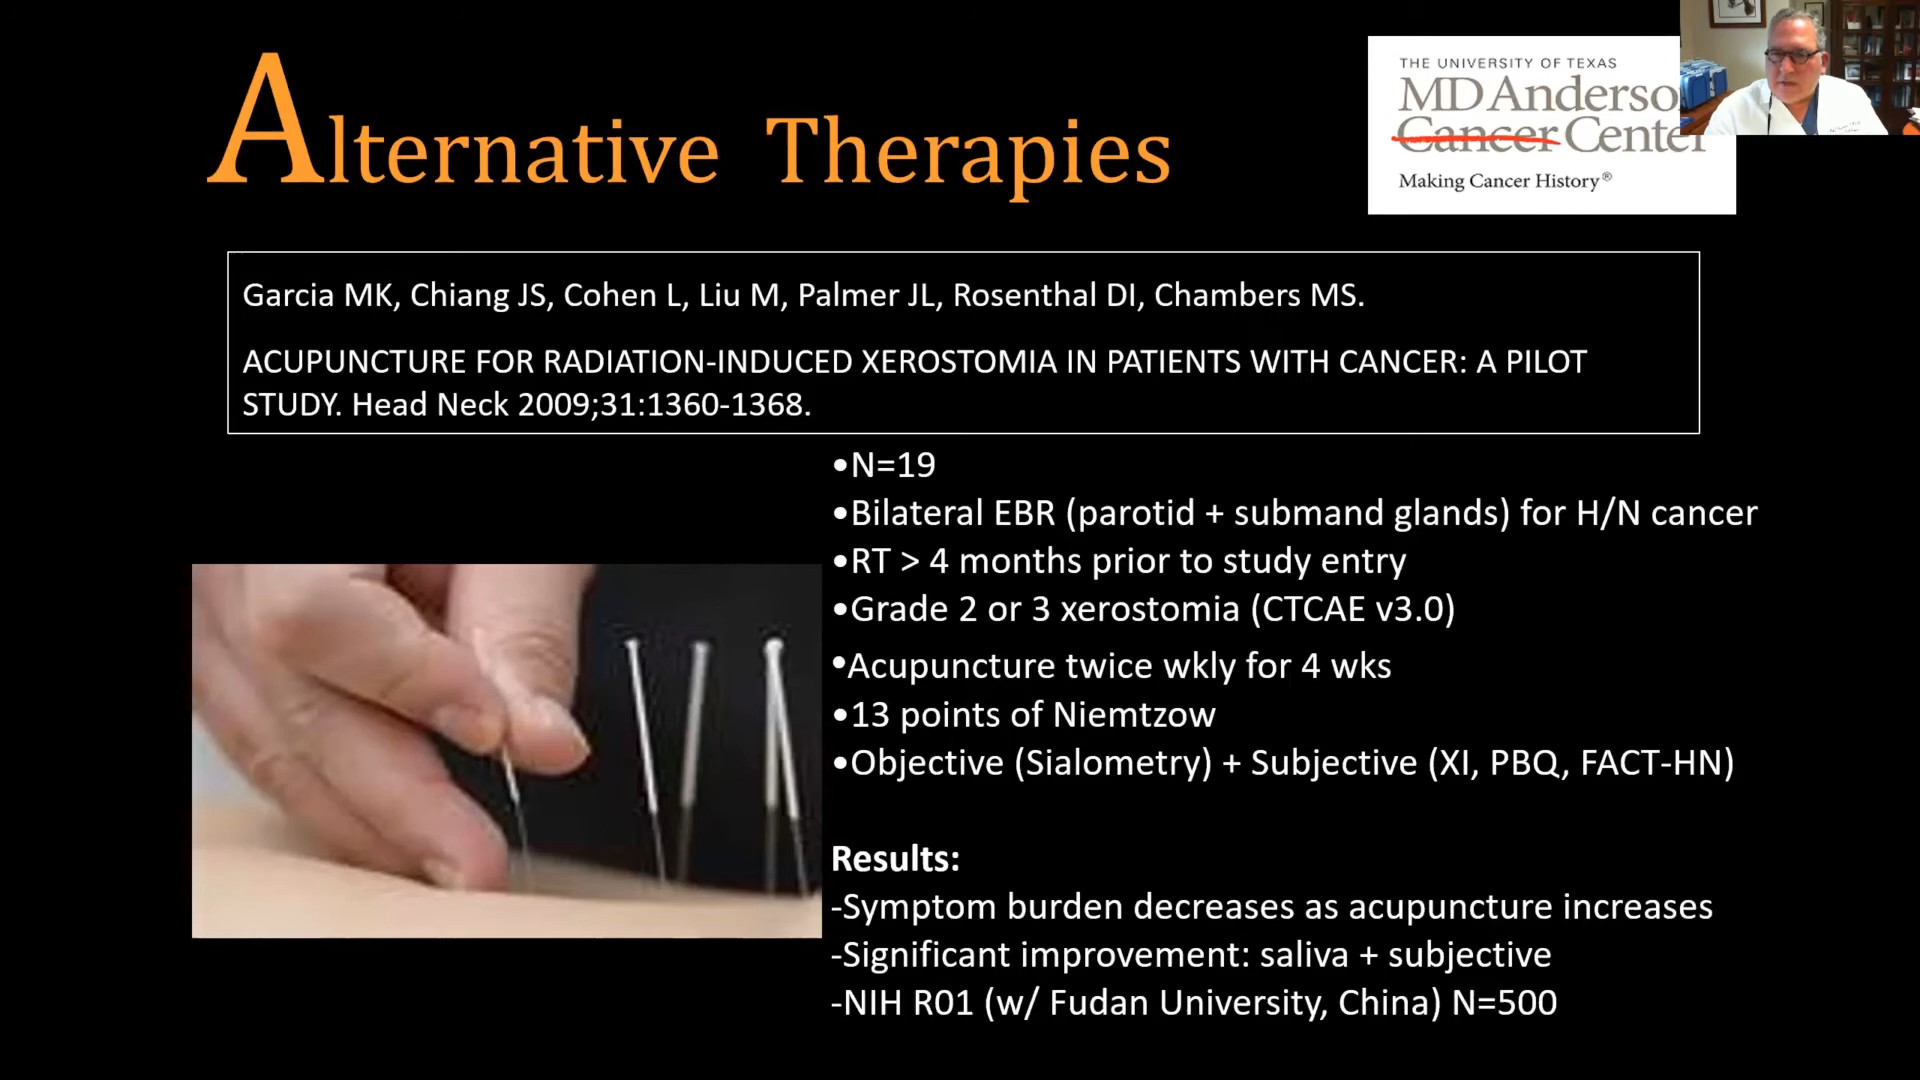 Alternative Therapies
THE UNIVERSITY OF TEXAS
MD Anderso
Cancer Center
Making Cancer History®
Garcia MK, Chiang JS, Cohen L, Liu M, Palmer JL, Rosenthal DI, Chambers MS.
ACUPUNCTURE FOR RADIATION-INDUCED XEROSTOMIA IN PATIENTS WITH CANCER: A PILOT
STUDY. Head Neck 2009;31:1360-1368.
•N=19
•Bilateral EBR (parotid + submand glands) for H/N cancer
•RT > 4 months prior to study entry
•Grade 2 or 3 xerostomia (CTCAE v3.0)
•Acupuncture twice wkly for 4 wks
•13 points of Niemtzow
•Objective (Sialometry) + Subjective (XI, PBQ, FACT-HN)
Results:
-Symptom burden decreases as acupuncture increases
-Significant improvement: saliva + subjective
-NIH R01 (w/ Fudan University, China) N=500